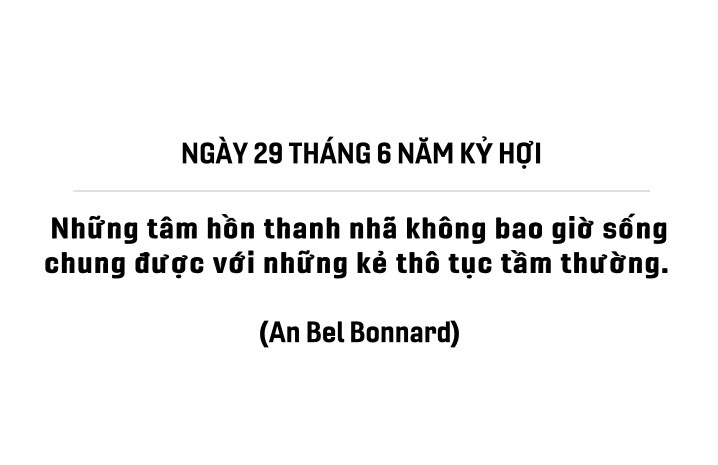 NGÀY 29 THÁNG 6 NĂM KỶ HỢI
Những tâm hồn thanh nhã không bao giờ sống
chung được với những kẻ thô tục tầm thường.
(An Bel Bonnard)